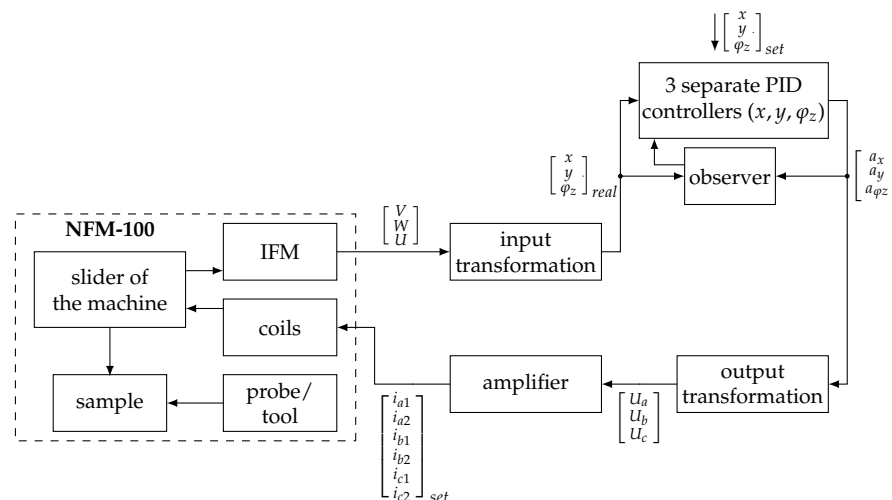 x
y
φz
set
3 separate PID
controllers (x, y, φz)
x
y
φz
real
observer
ax
ay
aφz
NFM-100
V
W
U
IFM
input
transformation
slider of
the machine
coils
amplifier
output
transformation
sample
probe/
tool
ia1
ia2
ib1
ib2
ic1
ic2
set
Ua
Ub
Uc